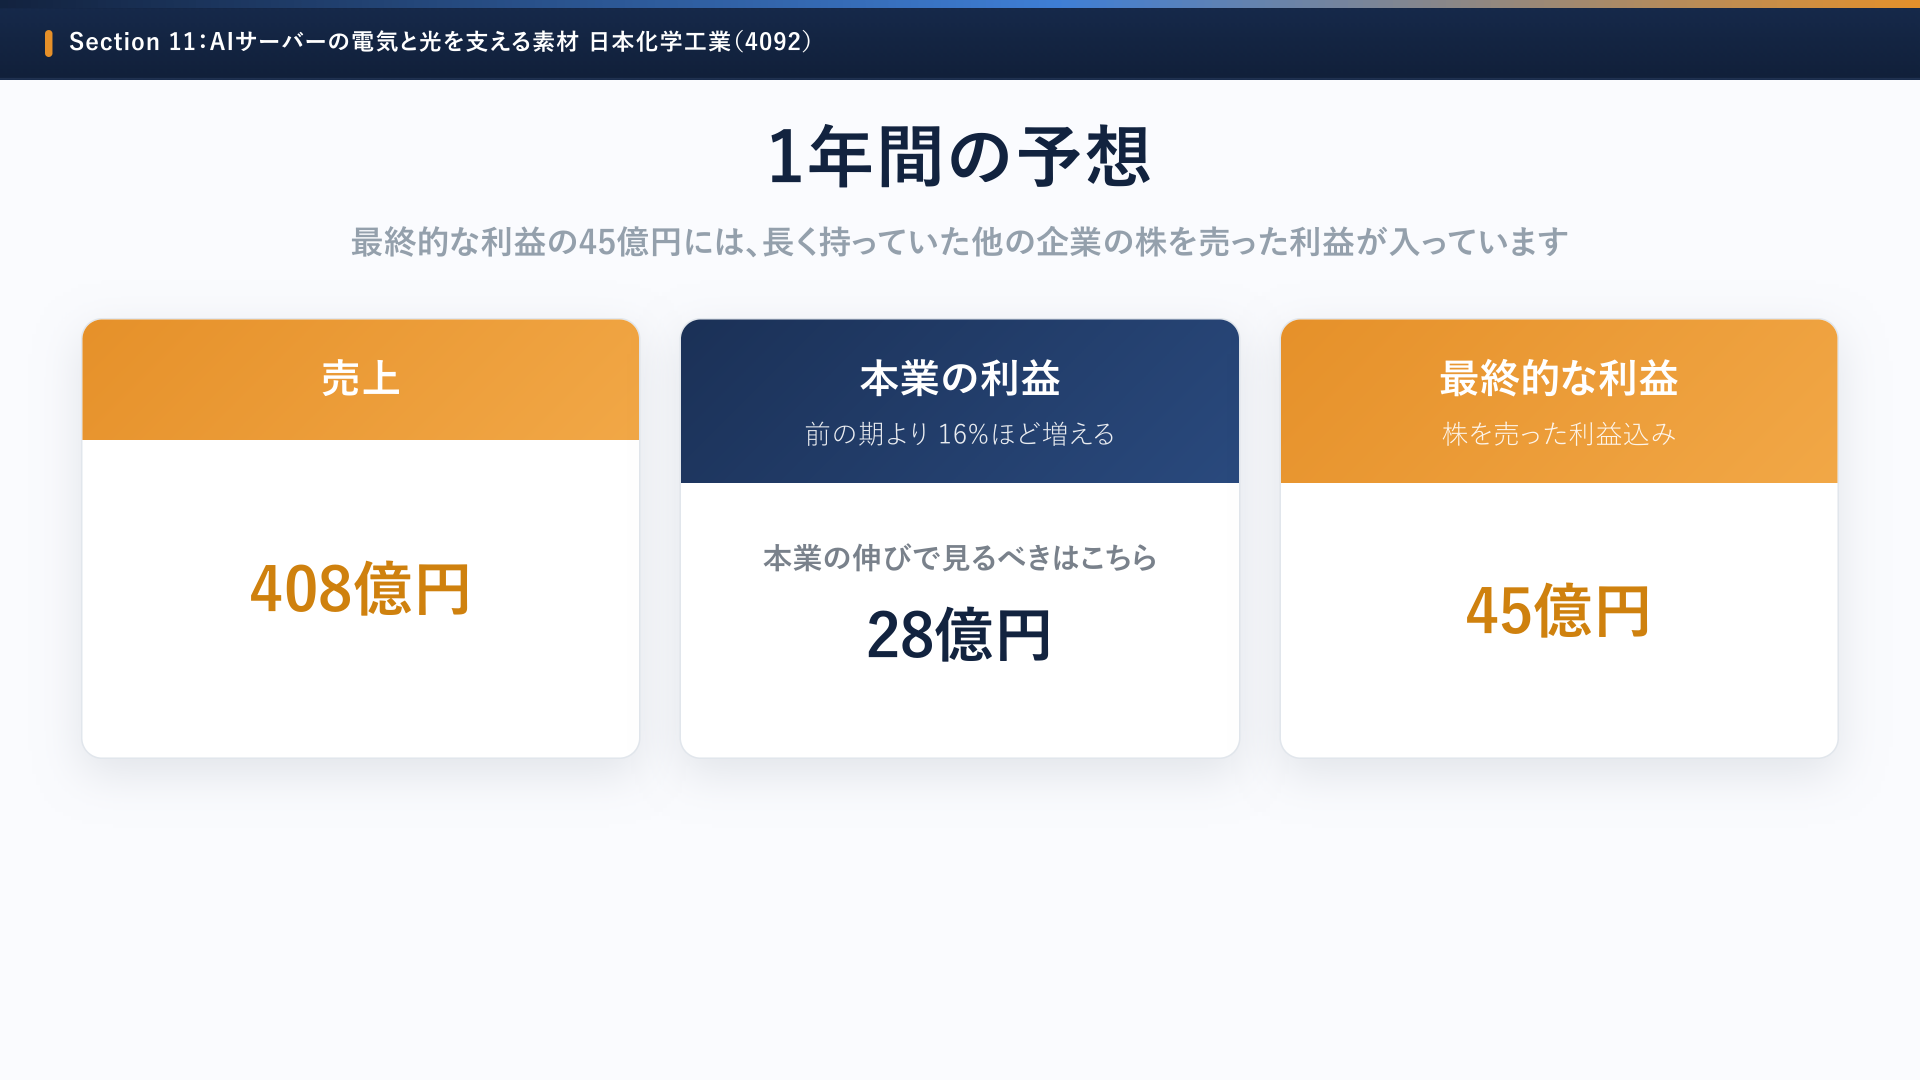 Section 11：AIサーバーの電気と光を支える素材 日本化学工業（4092）
1年間の予想
最終的な利益の45億円には、長く持っていた他の企業の株を売った利益が入っています
売上
408億円
本業の利益
前の期より 16%ほど増える
本業の伸びで見るべきはこちら
28億円
最終的な利益
株を売った利益込み
45億円